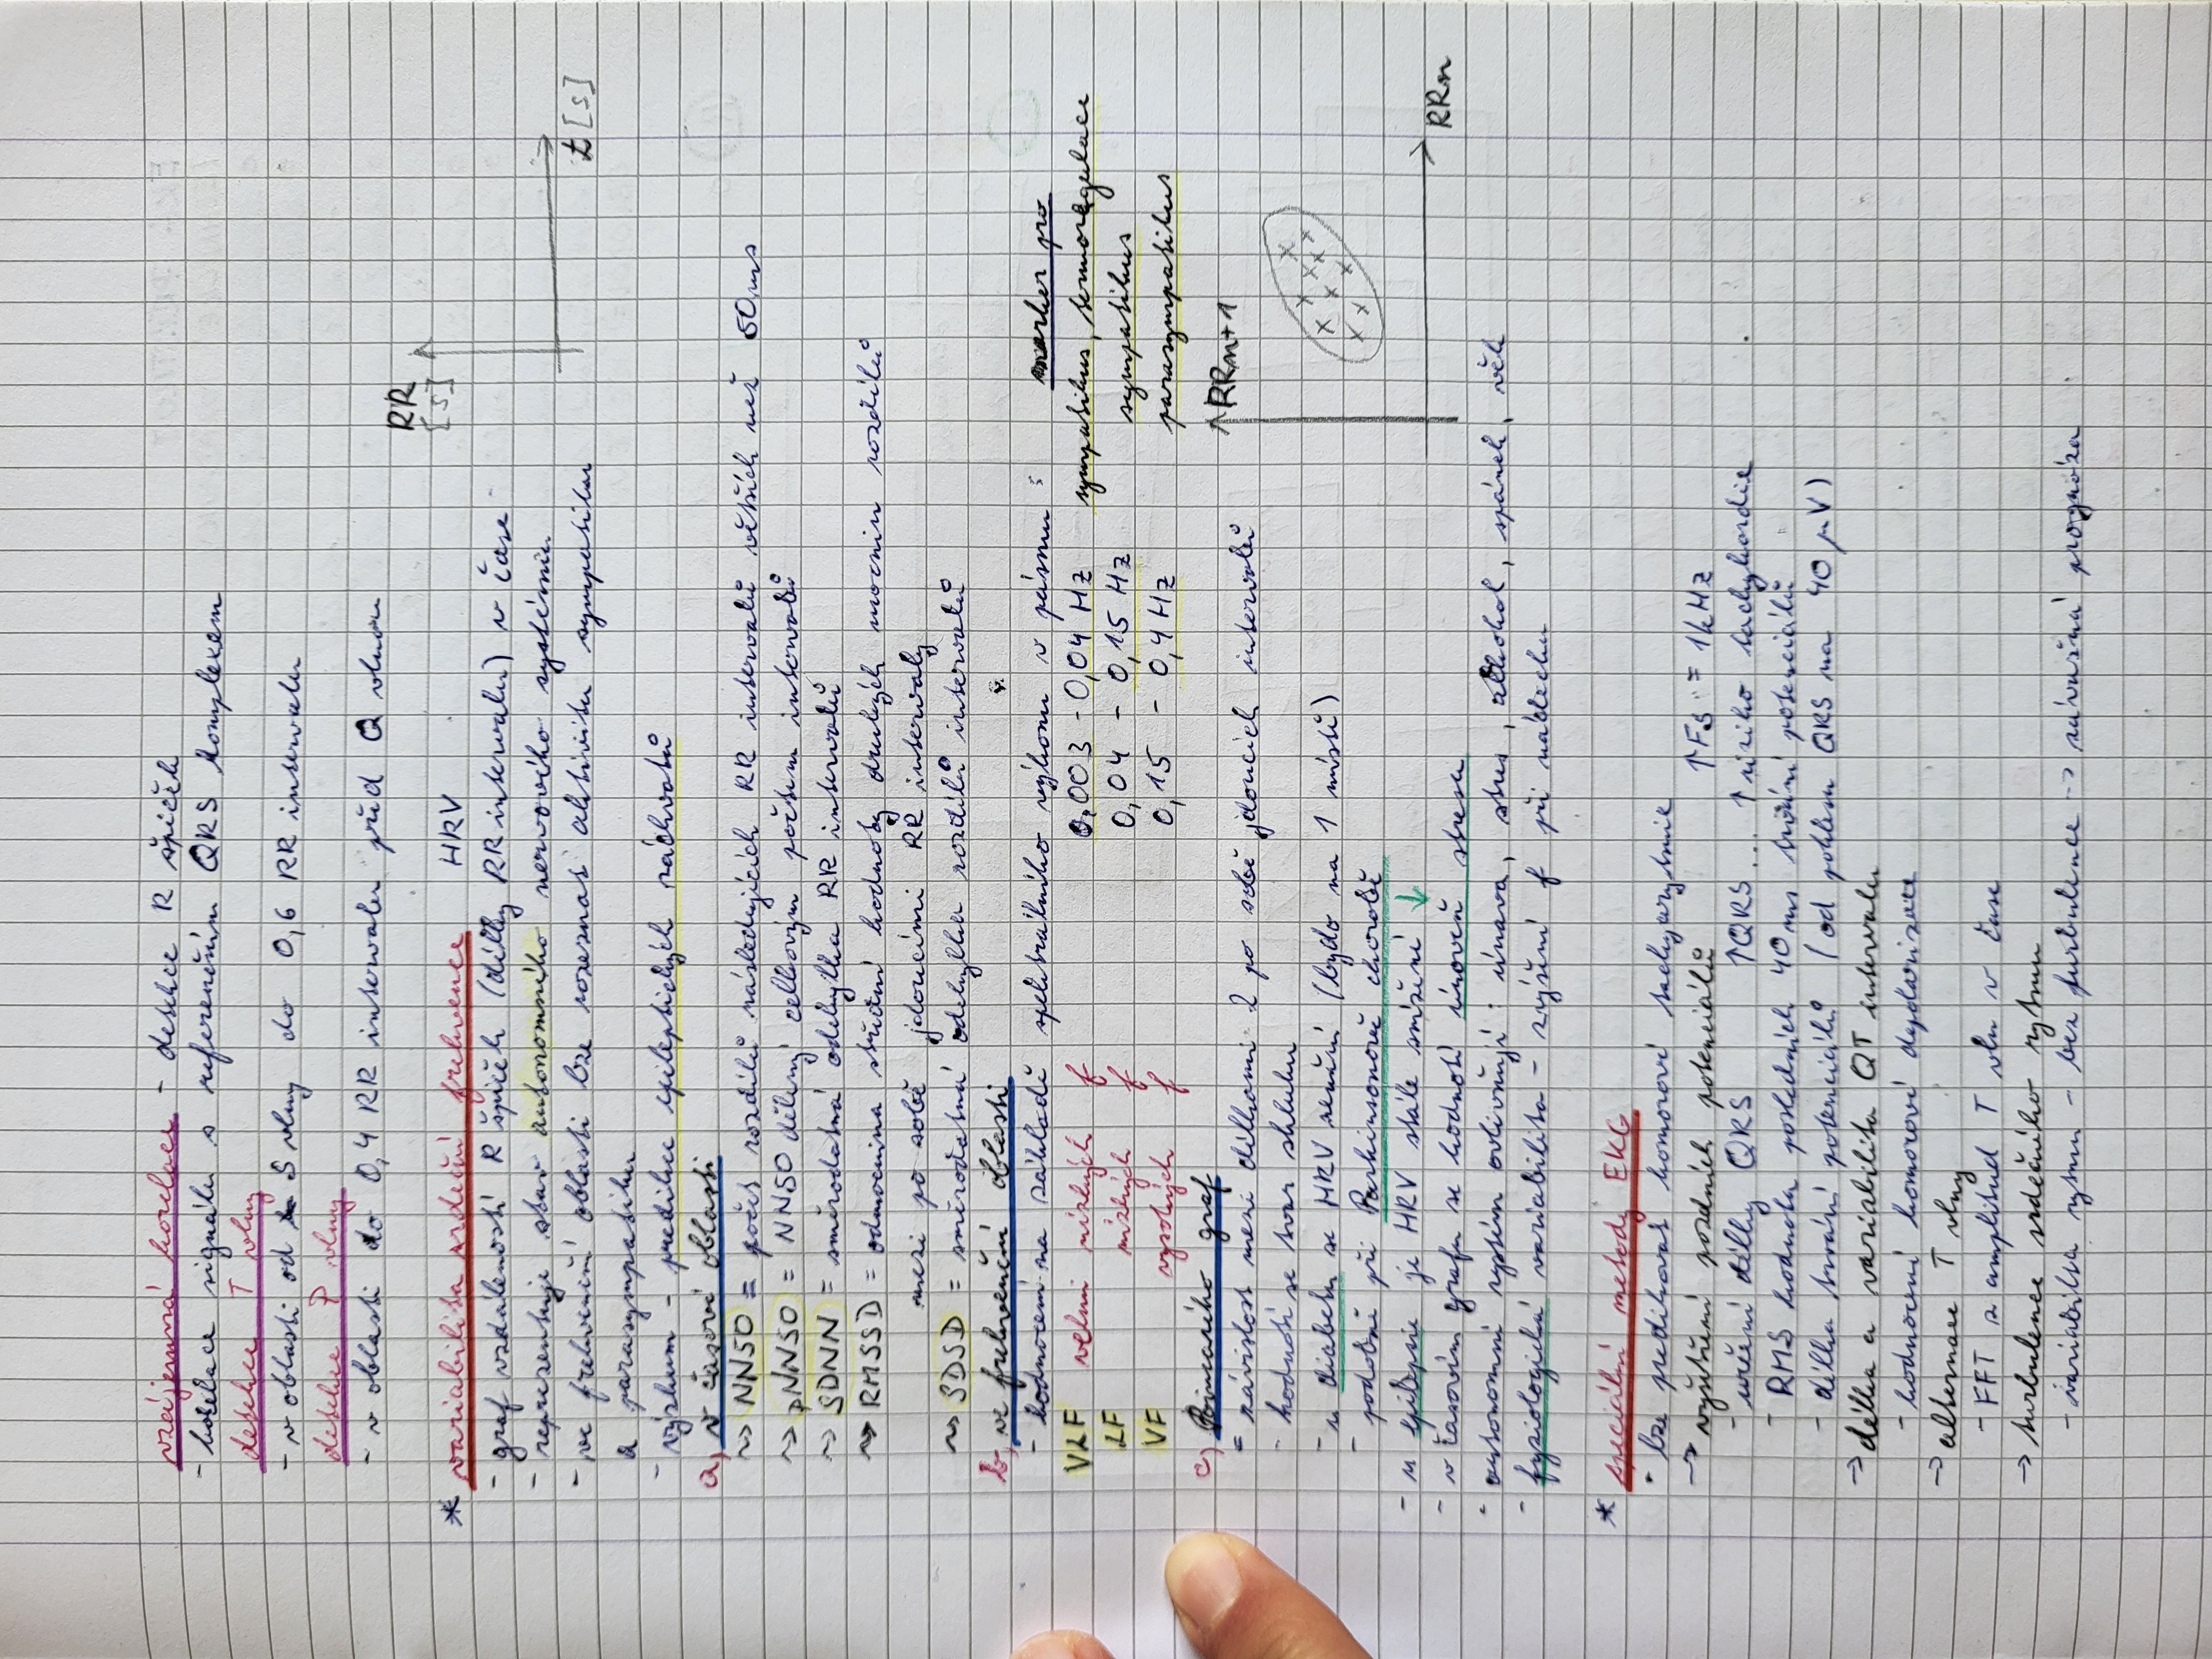 vzájemná korelace - detekce R špiček
- korelace signálu s referenčním QRS komplexem
detekce T vlny
- v oblasti od S vlny do 0,6 RR intervalu
detekce P vlny
- v oblasti do 0,4 RR intervalu před Q vlnou
RR
[s]
* variabilita srdeční frekvence HRV
- graf vzdáleností R špiček (délky RR intervalu) v čase
- reprezentuje stav autonomního nervového systému
- ve frekvenční oblasti lze rozeznat aktivitu sympatiku
t [s]
a parasympatiku
- výzkum - predikce epileptických záchvatů
a) v časové oblasti
~> NN50 = počet rozdílů následujících RR intervalů větších než 50 ms
~> pNN50 = NN50 dělený celkovým počtem intervalů
~> SDNN = směrodatná odchylka RR intervalů
~> RMSSD = odmocnina střední hodnoty druhých mocnin rozdílů
mezi po sobě jdoucími RR intervaly
~> SDSD = směrodatná odchylka rozdílů intervalů
b) ve frekvenční oblasti
- hodnocení na základě spektrálního výkonu v pásmu : marker pro
VLF velmi nízkých f 0,003 - 0,04 Hz sympatikus, termoregulace
LF nízkých f 0,04 - 0,15 Hz sympatikus
VF vysokých f 0,15 - 0,4 Hz parasympatikus
c) Poincarého graf
RRn+1
= závislost mezi délkami 2 po sobě jdoucích intervalů
- hodnotí se tvar shluku
- u diabetu se HRV nemění (bydo na 1 místě)
- podobně při Parkinsonově chorobě
- u epilepsie je HRV stále snížení ↓
- v časovém grafu se hodnotí úroveň stresu
RRn
- autonomní systém ovlivňují : únava, stres, alkohol, spánek, věk
- fyziologická variabilita - zvýšení f při nádechu
* speciální metody EKG
- lze predikovat komorové tachyarytmie
→ vyšetření pozdních potenciálů ↑Fs = 1kHz
- určení délky QRS ↑QRS... ↑riziko tachykardie
- RMS hodnota posledních 40 ms trvání potenciálů
- délka trvání potenciálů (od poklesu QRS na 40 μV)
→ délka a variabilita QT intervalu
- hodnocení komorové depolarizace
→ alternace T vlny
- FFT z amplitud T vln v čase
→ turbulence srdečního rytmu
- variabilta rytmu - bez turbulence → závažná prognóza